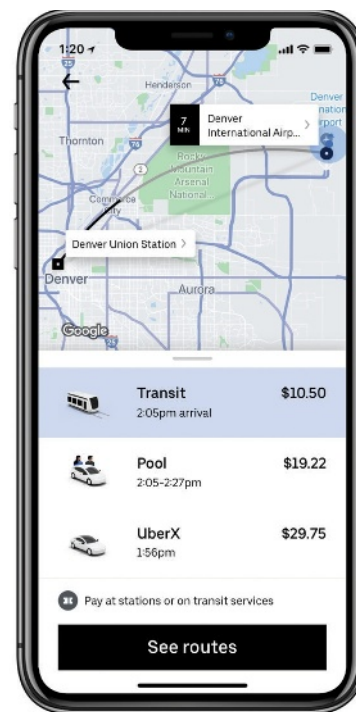 1:20
Henderson
Denver
International Airp...
7
MIN
Denver
Thornton
76
Rocky
Mountain
Arsenal
National...
2
Commerce
City
Denver Union Station
Denver
Aurora
Google
Transit
$10.50
2:05pm arrival
Pool
$19.22
2:05-2:27pm
UberX
$29.75
1:56pm
Pay at stations or on transit services
See routes